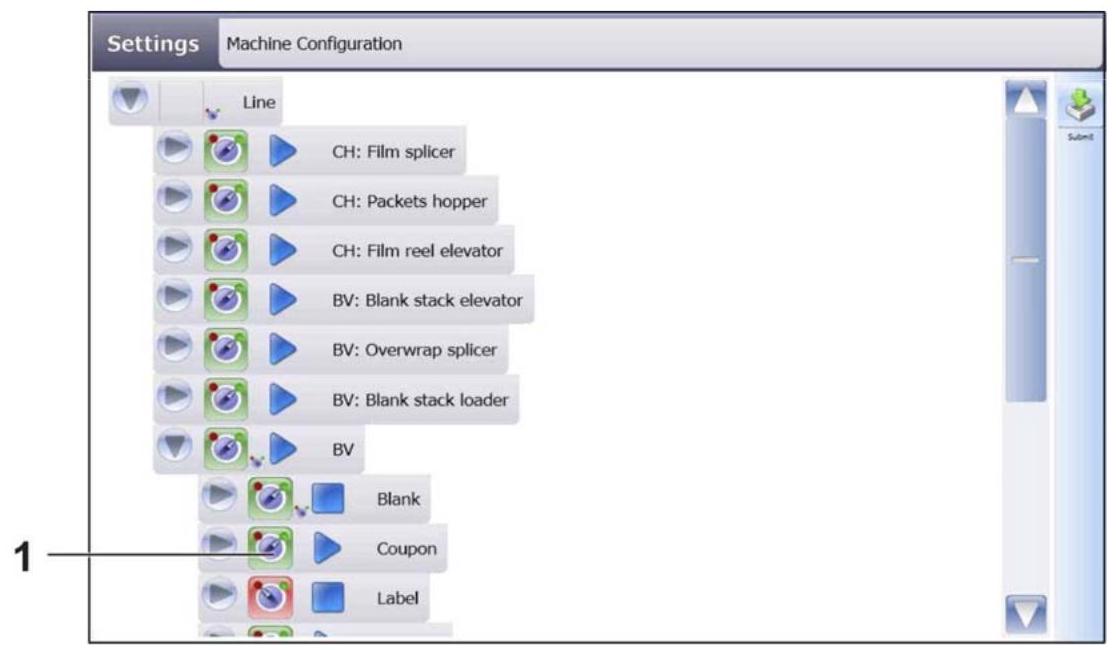 Settings
Machine Configuration
Line
Submit
CH: Film splicer
CH: Packets hopper
CH: Film reel elevator
BV: Blank stack elevator
BV: Overwrap splicer
BV: Blank stack loader
BV
Blank
1
Coupon
Label